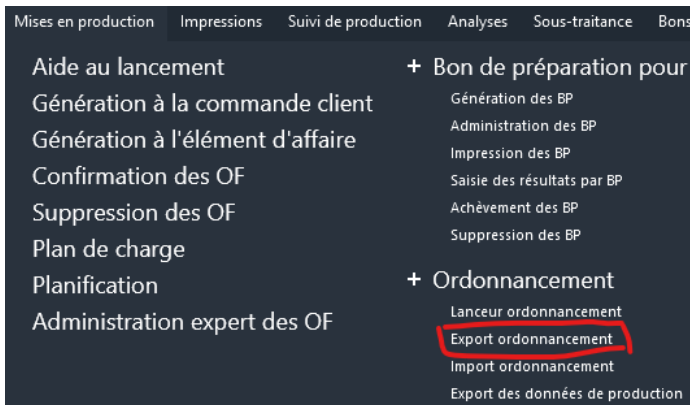 Mises en production Impressions Suivi de production Analyses Sous-traitance Bons
Aide au lancement
Génération à la commande client
Génération à l'élément d'affaire
Confirmation des OF
Suppression des OF
Plan de charge
Planification
Administration expert des OF
+ Bon de préparation pour
Génération des BP
Administration des BP
Impression des BP
Saisie des résultats par BP
Achèvement des BP
Suppression des BP
+ Ordonnancement
Lanceur ordonnancement
Export ordonnancement
Import ordonnancement
Export des données de production